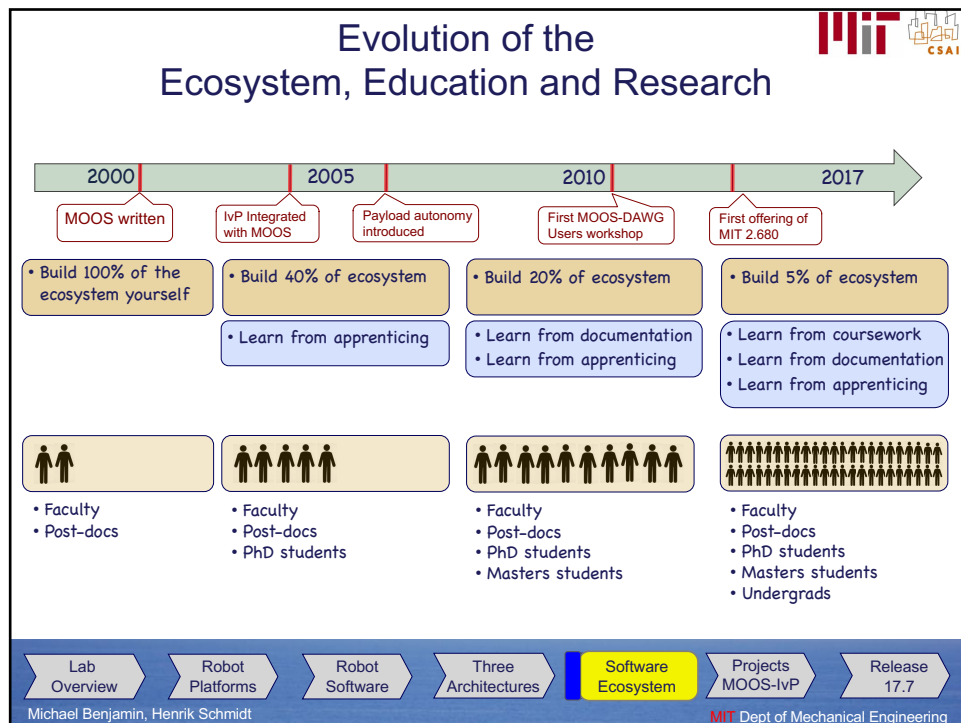 Evolution of the
Ecosystem, Education and Research
MIT
CSAI
2000
2005
2010
2017
MOOS written
IvP Integrated
with MOOS
Payload autonomy
introduced
First MOOS-DAWG
Users workshop
First offering of
MIT 2.680
• Build 100% of the
ecosystem yourself
• Build 40% of ecosystem
• Learn from apprenticing
• Build 20% of ecosystem
• Learn from documentation
• Learn from apprenticing
• Build 5% of ecosystem
• Learn from coursework
• Learn from documentation
• Learn from apprenticing
• Faculty
• Post-docs
• Faculty
• Post-docs
• PhD students
• Faculty
• Post-docs
• PhD students
• Masters students
• Faculty
• Post-docs
• PhD students
• Masters students
• Undergrads
Lab
Overview
Robot
Platforms
Robot
Software
Three
Architectures
Software
Ecosystem
Projects
MOOS-IvP
Release
17.7
Michael Benjamin, Henrik Schmidt
MIT Dept of Mechanical Engineering